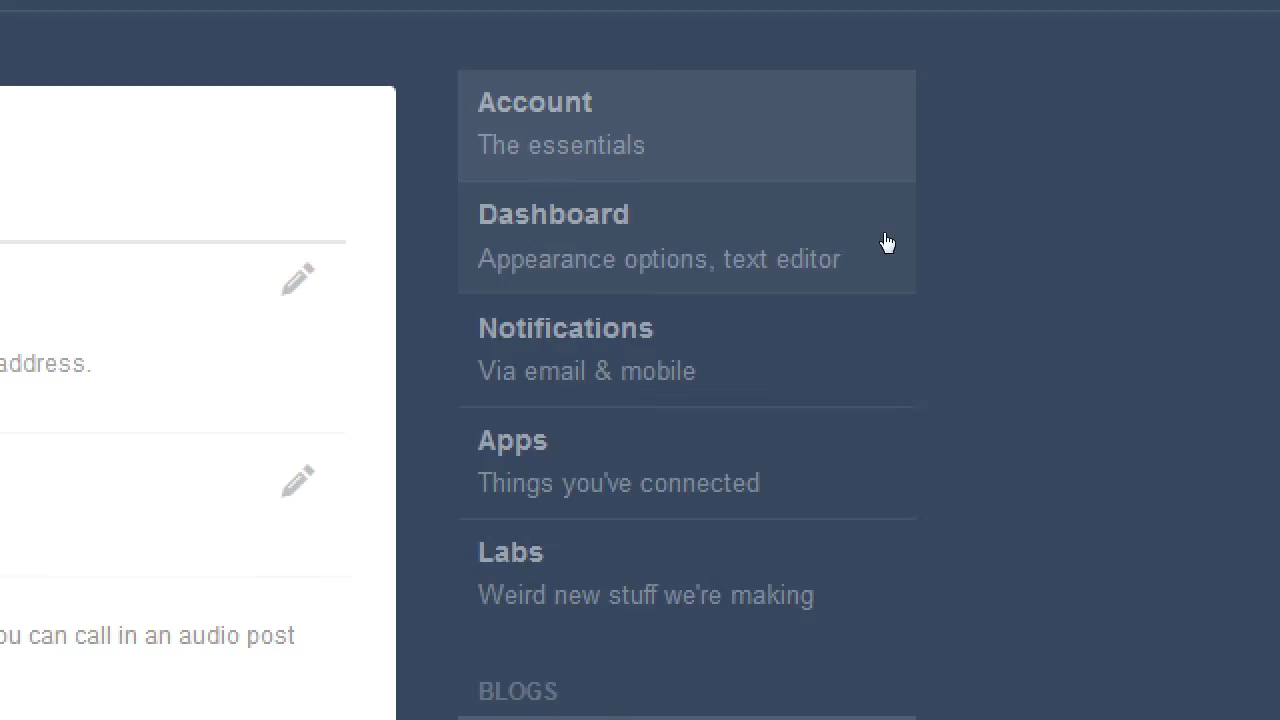 Account
The essentials
Dashboard
Appearance options, text editor
Notifications
Via email & mobile
address.
Apps
Things you've connected
Labs
Weird new stuff we're making
can call in an audio post
BLOGS